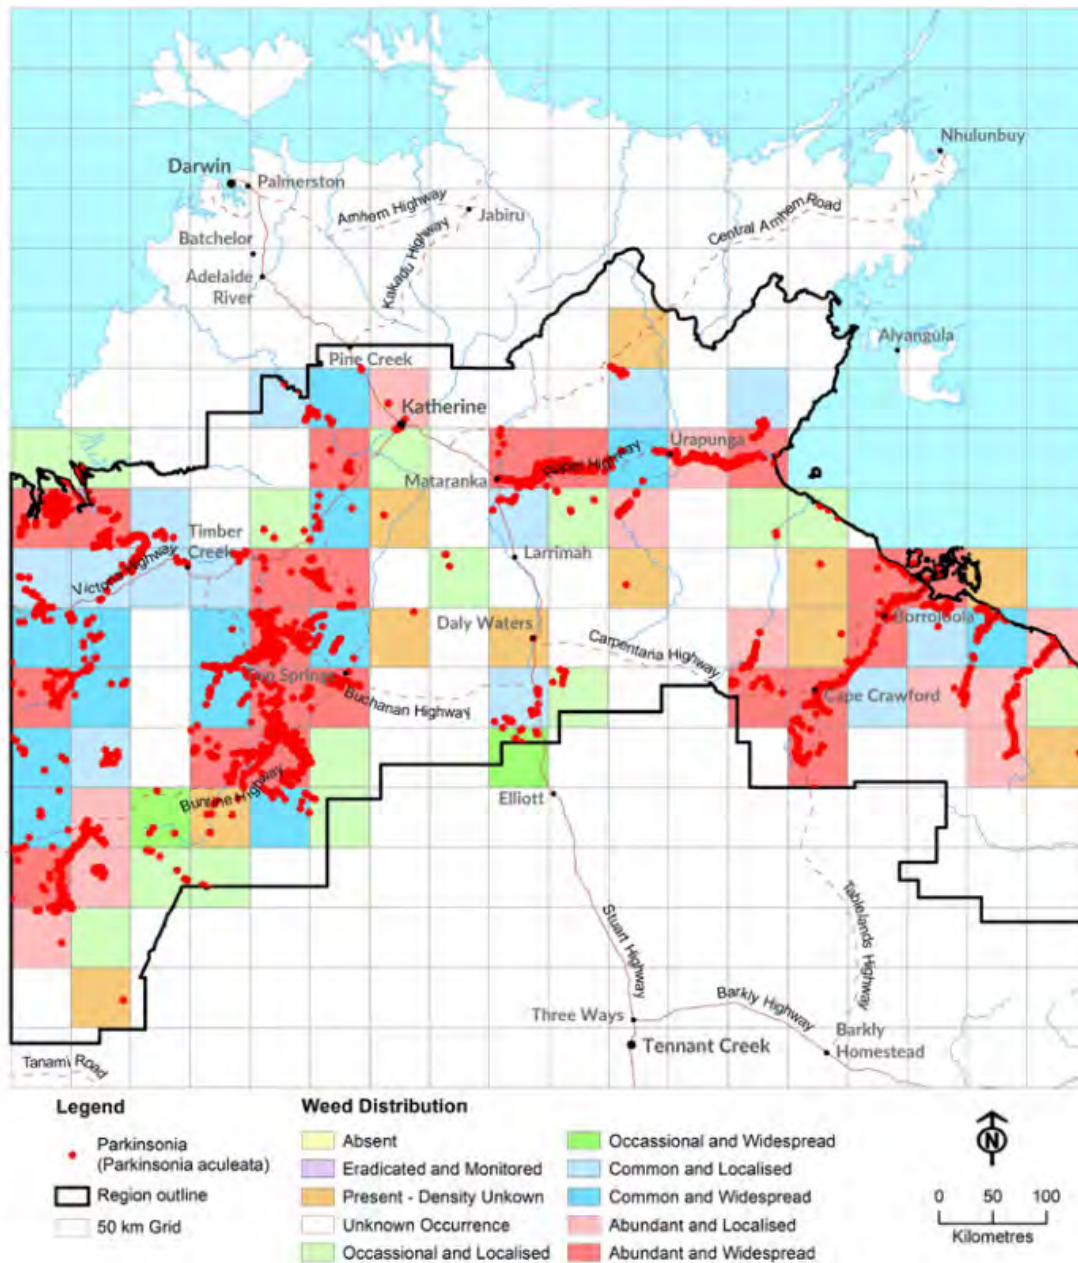 Nhulunbuy
Darwin
Palmerston
Arnhem Highway
Jabiru
Central Arnhem Road
Batchelor
Kakadu Highway
Adelaide
River
Alyangula
Pine Creek
Katherine
Urapunga
Roper Highway
Mataranka
Timber
Creek
Victoria Highway
Larrimah
Borroloola
Daly Waters
Carpentaria Highway
Top Springs
Buchanan Highway
Cape Crawford
Buntine Highway
Elliott
Stuart Highway
Tablelands Highway
Three Ways
Barkly Highway
Barkly
Homestead
Tennant Creek
Tanami Road
Legend
Parkinsonia
(Parkinsonia aculeata)
Region outline
50 km Grid
Weed Distribution
Absent
Eradicated and Monitored
Present - Density Unkown
Unknown Occurrence
Occassional and Localised
Occassional and Widespread
Common and Localised
Common and Widespread
Abundant and Localised
Abundant and Widespread
N
0 50 100
Kilometres